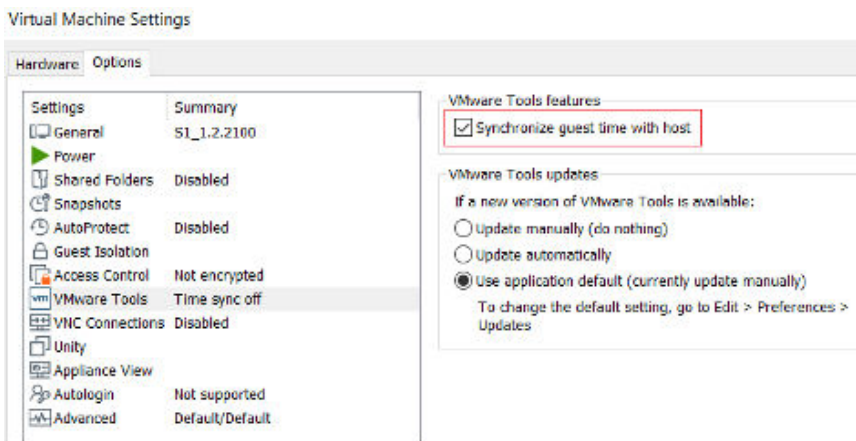 Virtual Machine Settings
Hardware Options
Settings Summary
General S1_1.2.2100
Power
Shared Folders Disabled
Snapshots
AutoProtect Disabled
Guest Isolation
Access Control Not encrypted
vm VMware Tools Time sync off
VNC Connections Disabled
Unity
Appliance View
Autologin Not supported
Advanced Default/Default
VMware Tools features
Synchronize guest time with host
VMware Tools updates
If a new version of VMware Tools is available:
Update manually (do nothing)
Update automatically
Use application default (currently update manually)
To change the default setting, go to Edit > Preferences >
Updates